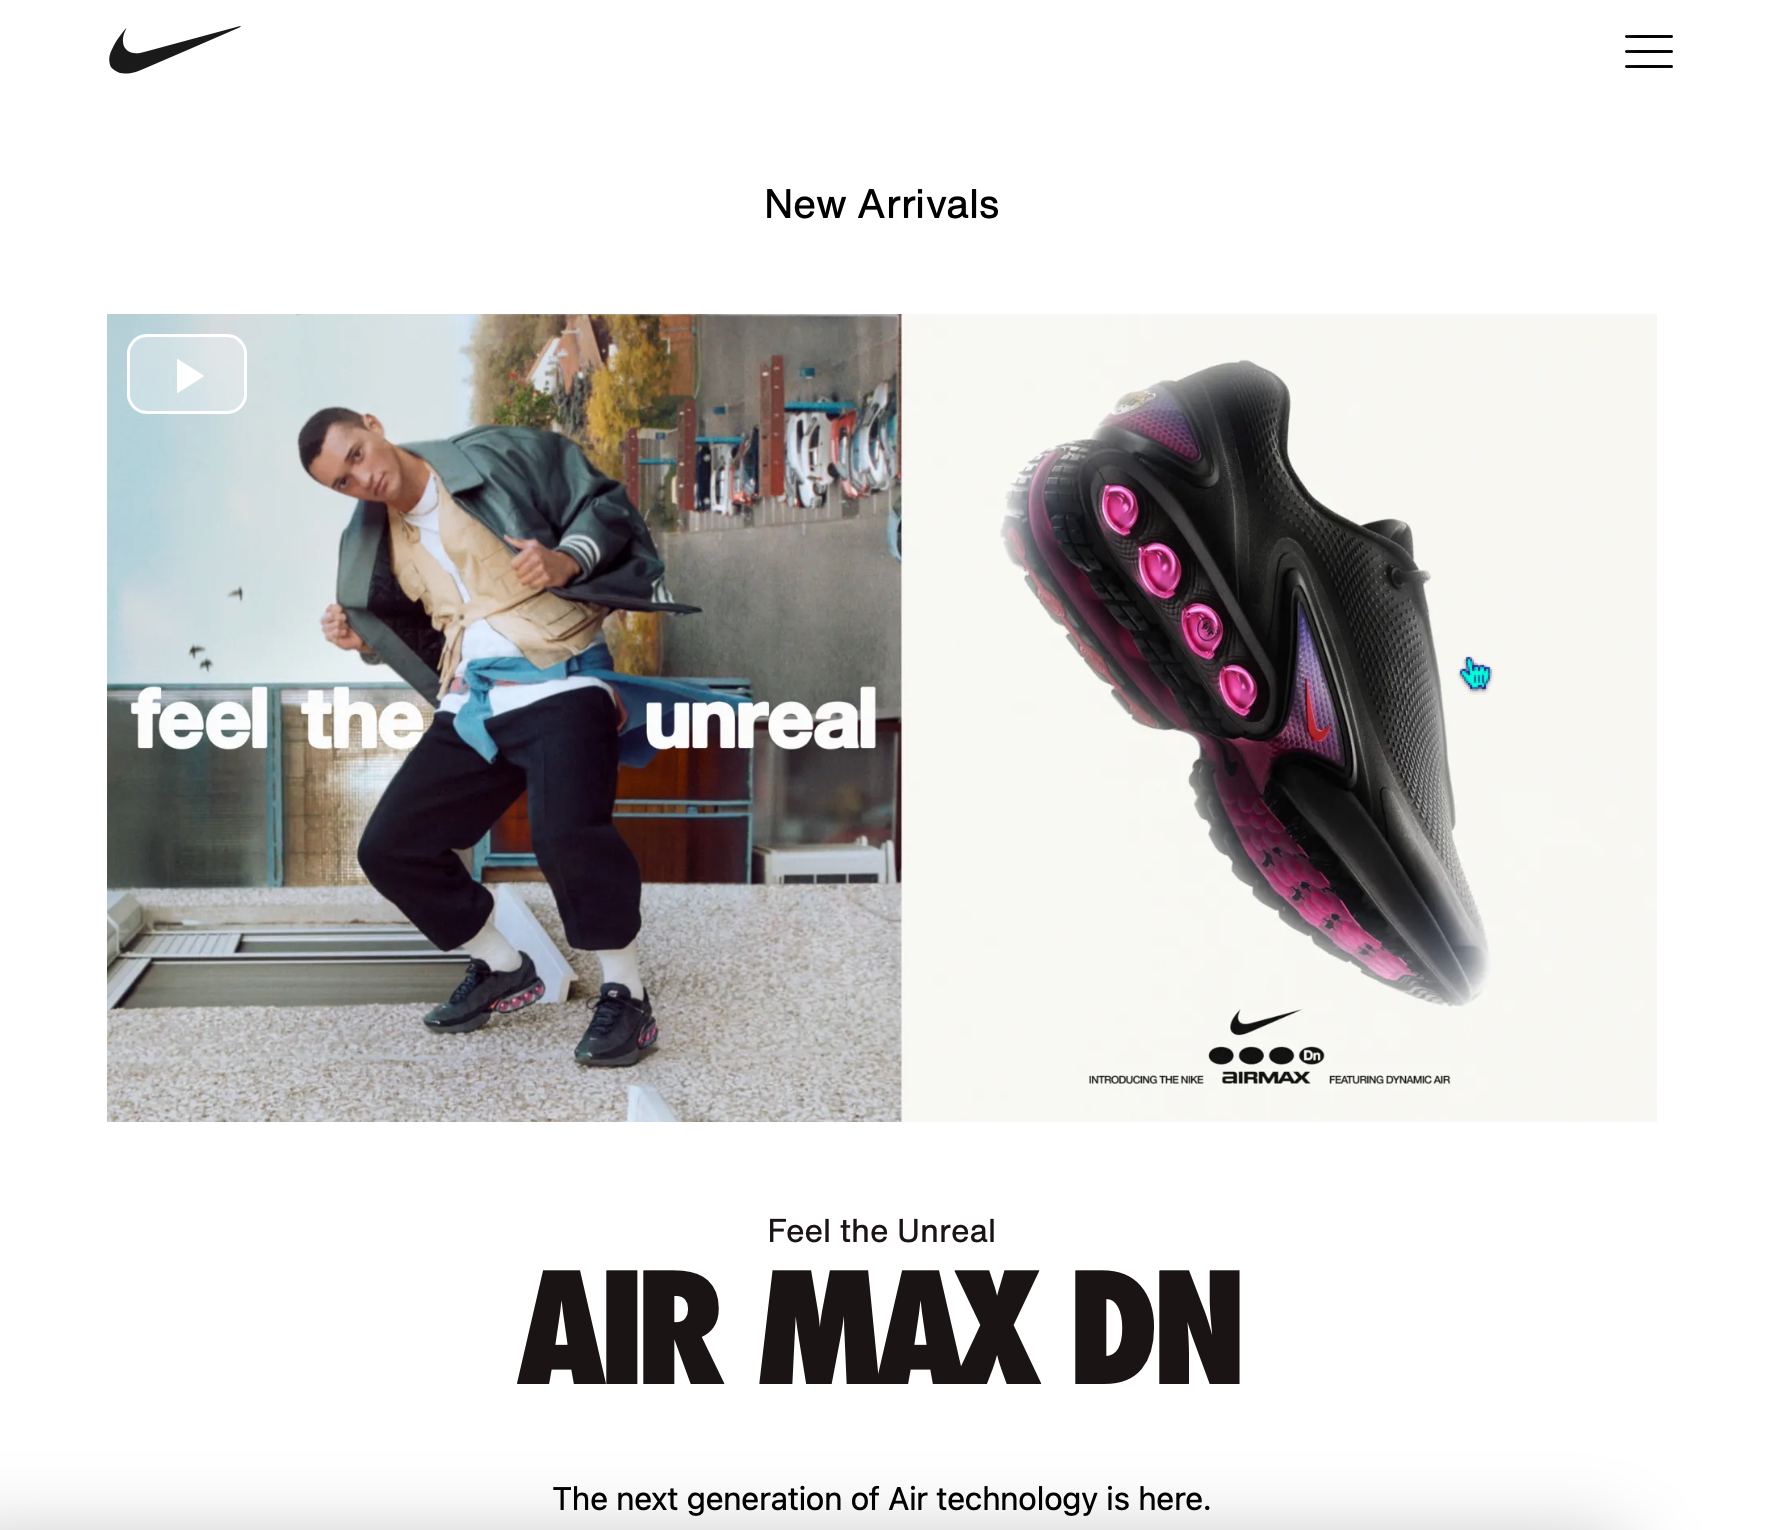 New Arrivals
feel the unreal
Dn
INTRODUCING THE NIKE AIRMAX FEATURING DYNAMIC AIR
Feel the Unreal
AIR MAX DN
The next generation of Air technology is here.